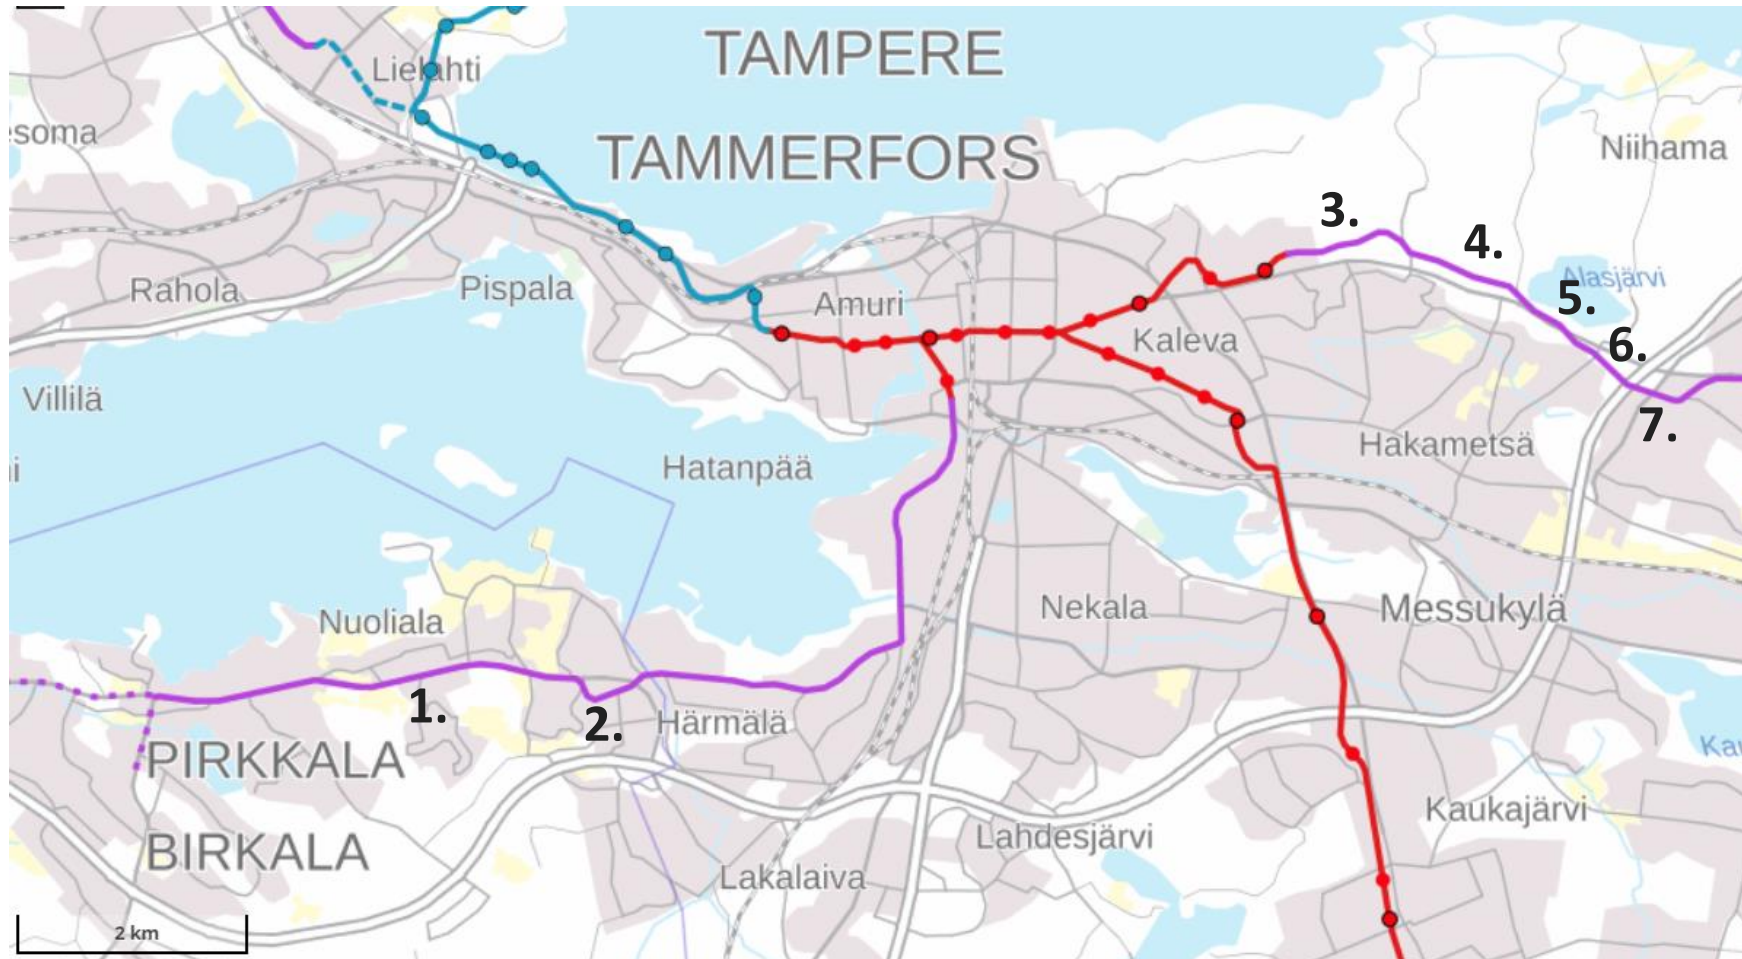 TAMPERE
TAMMERFORS
Lielahti
esoma
Niihama
3.
4.
Alasjärvi
5.
6.
7.
Rahola
Pispala
Amuri
Kaleva
Villilä
Hatanpää
Hakametsä
Nuoliala
Nekala
Messukylä
1.
2.
Härmälä
PIRKKALA
BIRKALA
Kaukajärvi
Lahdesjärvi
Lakalaiva
2 km